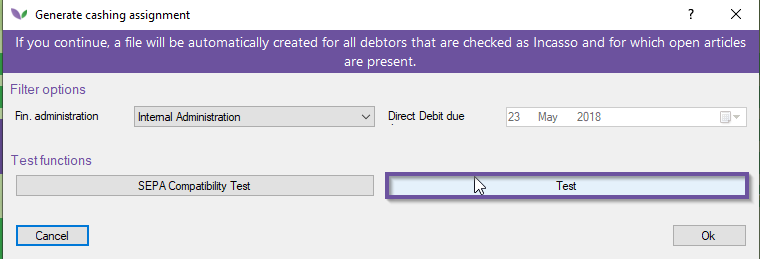 Generate cashing assignment
If you continue, a file will be automatically created for all debtors that are checked as Incasso and for which open articles
are present.
Filter options
Fin. administration
Internal Administration
Direct Debit due
23 May 2018
Test functions
SEPA Compatibility Test
Test
Cancel
Ok